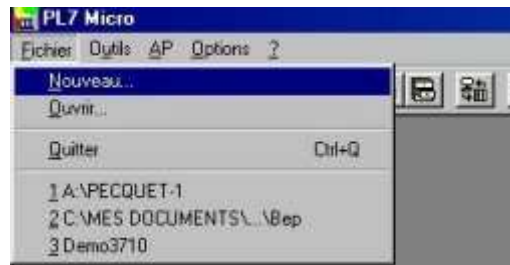 PL7 Micro
Fichier Outils AP Options ?
Nouveau...
Ouvrir...
Quitter Ctrl+Q
1 A:\PECQUET-1
2 C:\MES DOCUMENTS\...\Bep
3 Demo3710